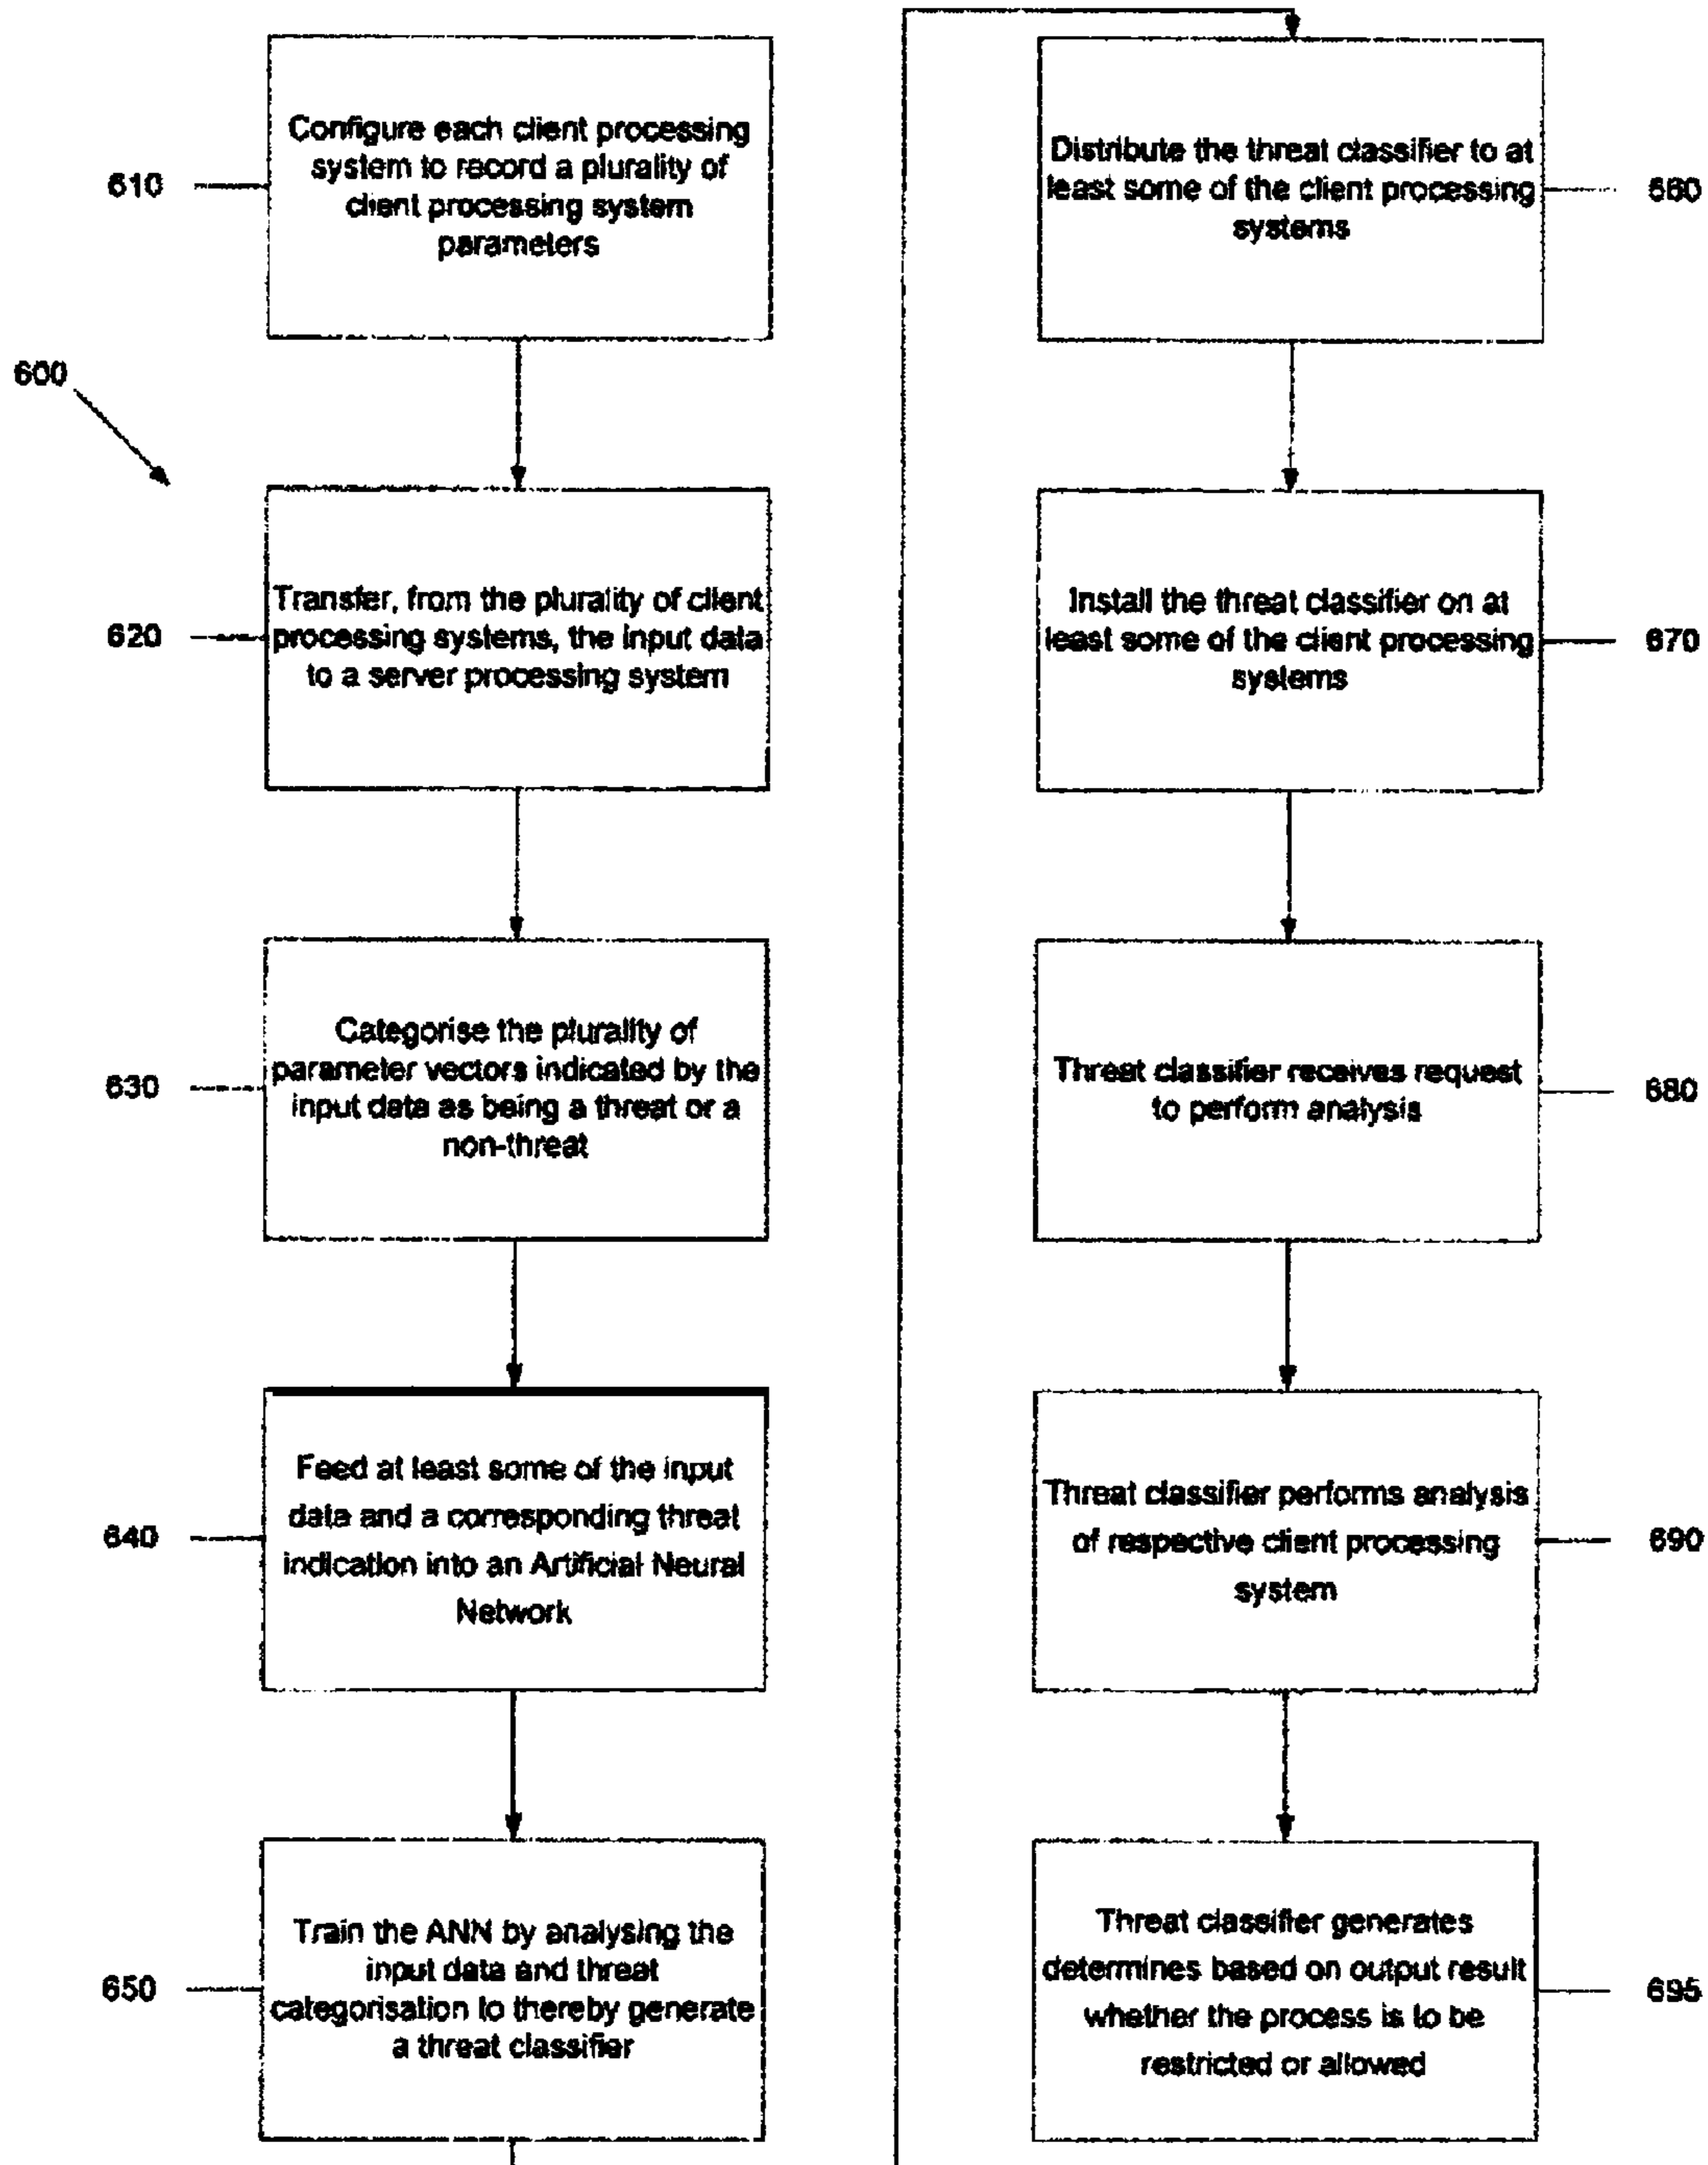 610
Configure each client processing
system to record a plurality of
client processing system
parameters
600
620
Transfer, from the plurality of client
processing systems, the input data
to a server processing system
630
Categorise the plurality of
parameter vectors indicated by the
input data as being a threat or a
non-threat
640
Feed at least some of the input
data and a corresponding threat
indication into an Artificial Neural
Network
650
Train the ANN by analysing the
input data and threat
categorisation to thereby generate
a threat classifier
Distribute the threat classifier to at
least some of the client processing
systems
660
Install the threat classifier on at
least some of the client processing
systems
670
Threat classifier receives request
to perform analysis
680
Threat classifier performs analysis
of respective client processing
system
690
Threat classifier generates
determines based on output result
whether the process is to be
restricted or allowed
695